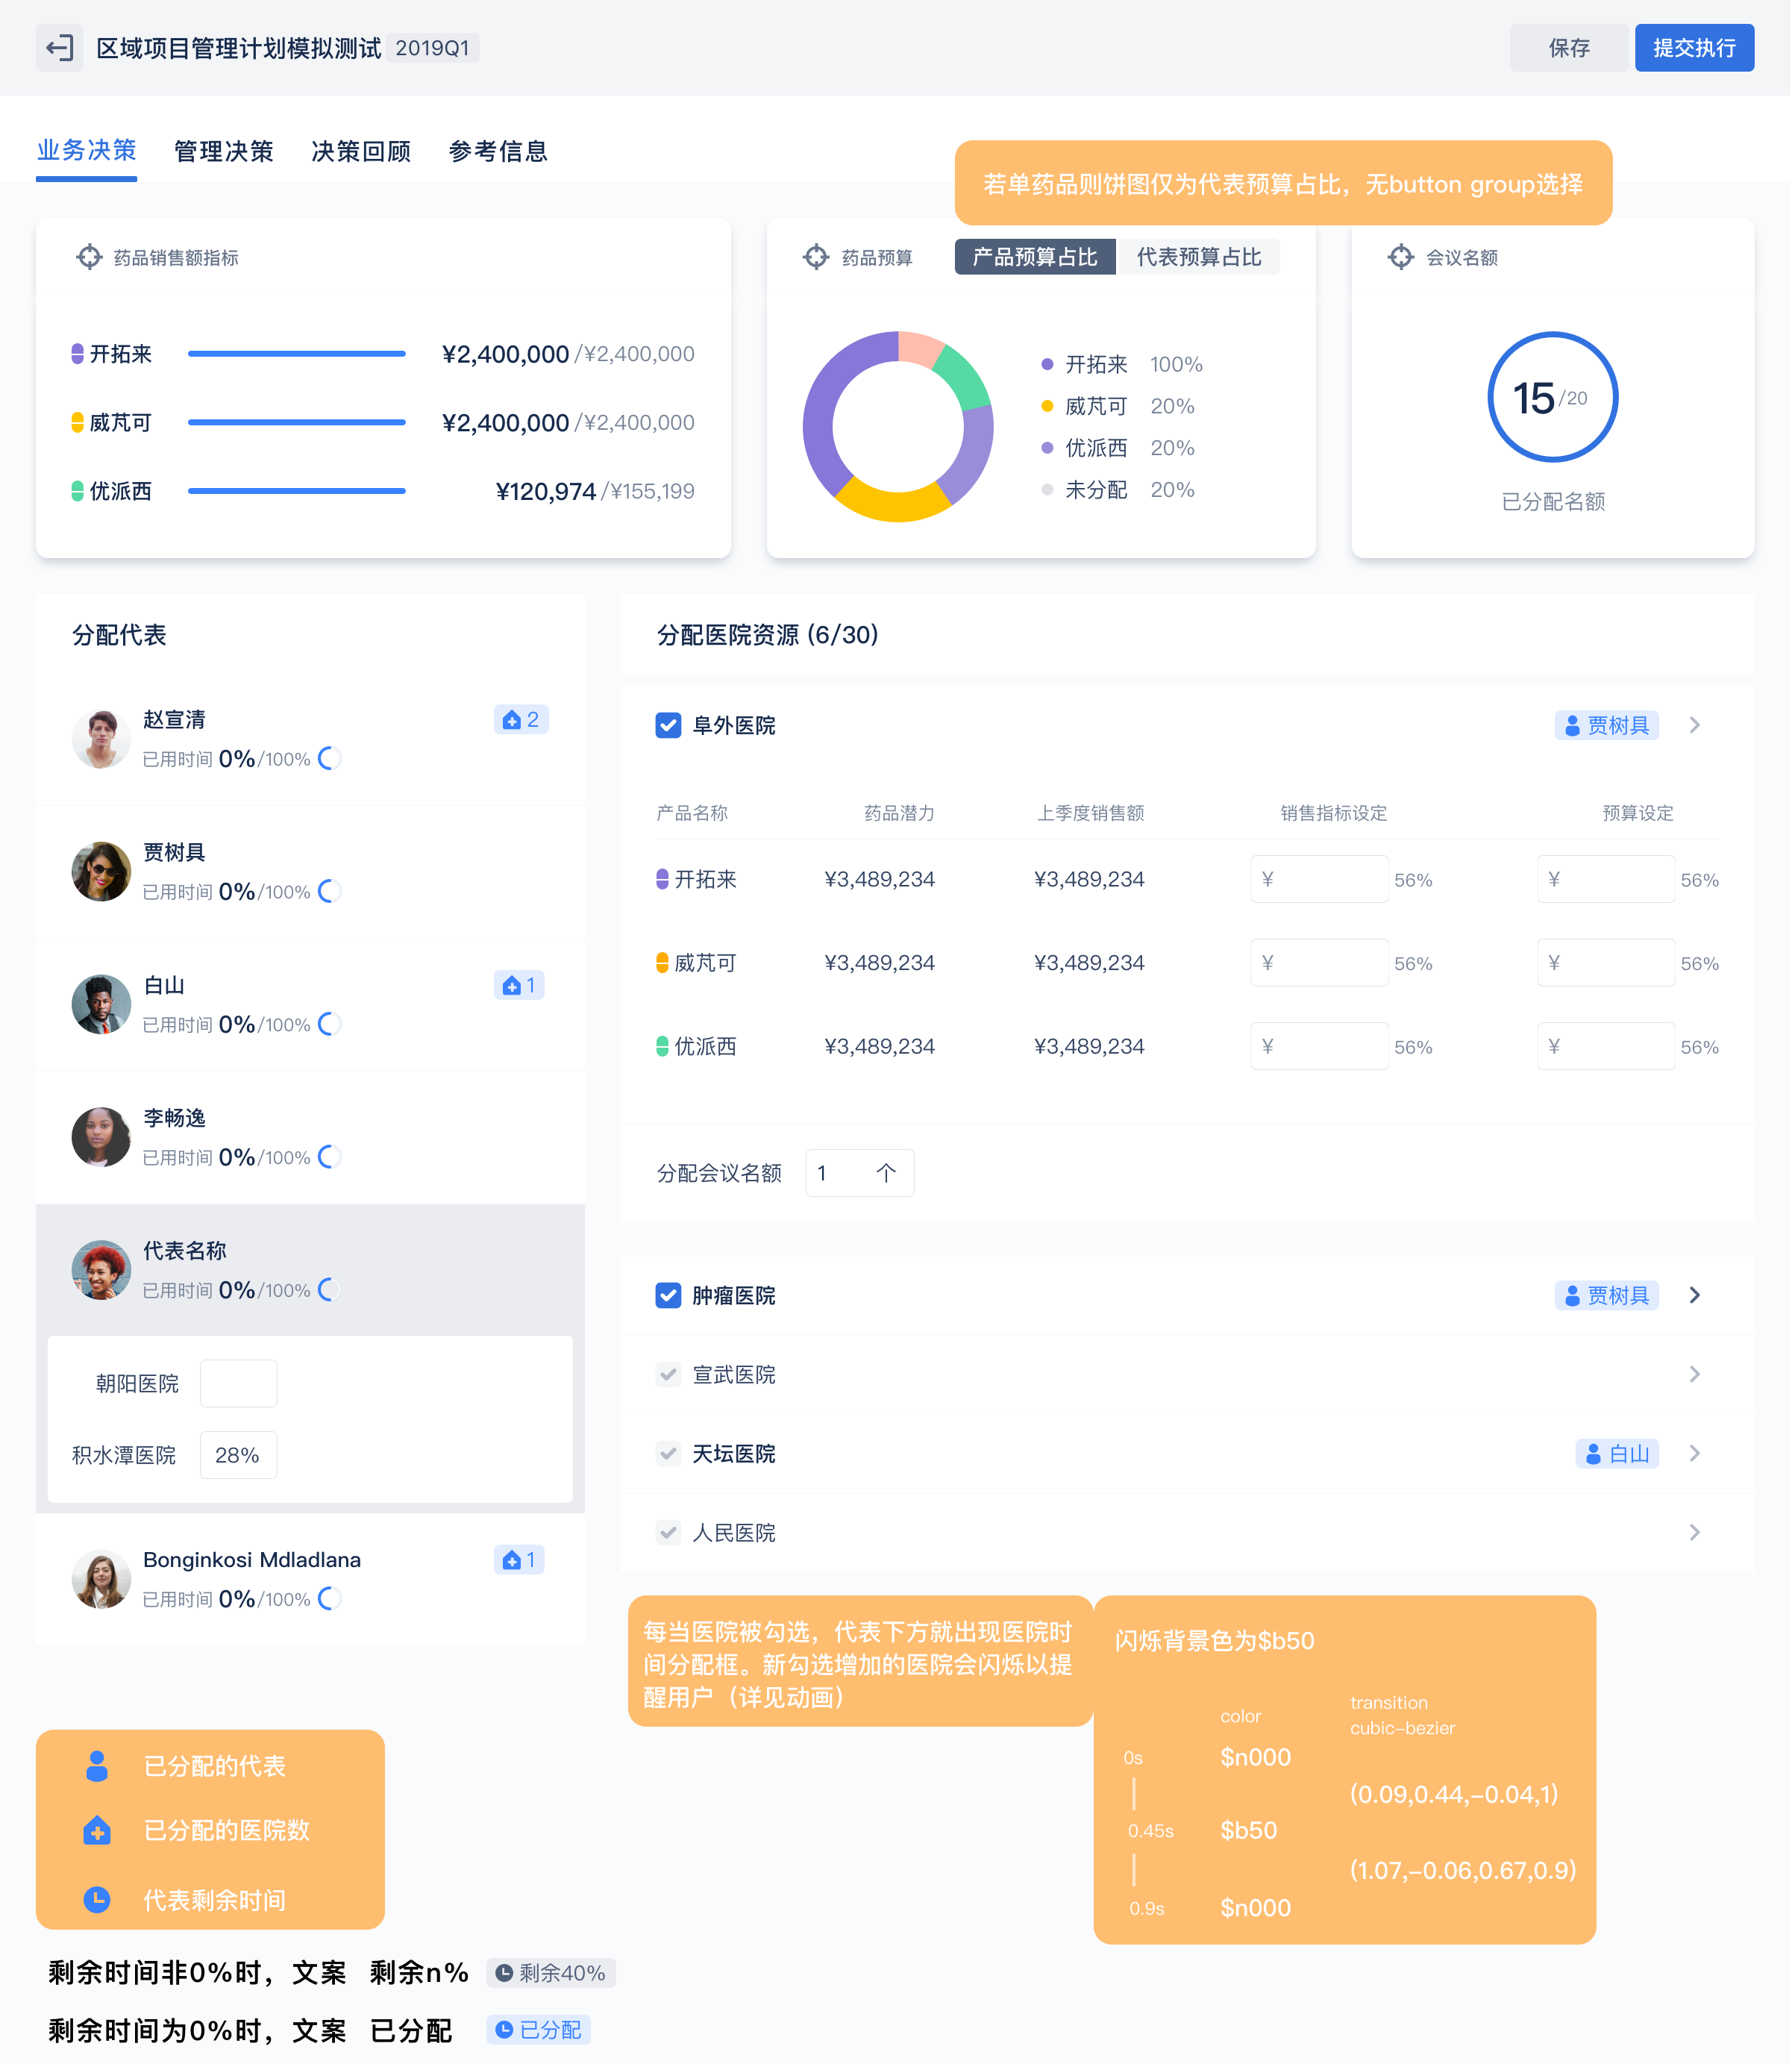 区域项目管理计划模拟测试 2019Q1
保存
提交执行
业务决策 管理决策 决策回顾 参考信息
若单药品则饼图仅为代表预算占比，无button group选择
药品销售额指标
开拓来 ¥2,400,000 /¥2,400,000
威芃可 ¥2,400,000 /¥2,400,000
优派西 ¥120,974 /¥155,199
药品预算 产品预算占比 代表预算占比
开拓来 100%
威芃可 20%
优派西 20%
未分配 20%
会议名额
15 /20
已分配名额
分配代表
赵宣清 2
已用时间 0%/100%
贾树具
已用时间 0%/100%
白山 1
已用时间 0%/100%
李畅逸
已用时间 0%/100%
代表名称
已用时间 0%/100%
朝阳医院
积水潭医院 28%
Bonginkosi Mdladlana 1
已用时间 0%/100%
分配医院资源 (6/30)
阜外医院 贾树具
产品名称 药品潜力 上季度销售额 销售指标设定 预算设定
开拓来 ¥3,489,234 ¥3,489,234 ¥ 56% ¥ 56%
威芃可 ¥3,489,234 ¥3,489,234 ¥ 56% ¥ 56%
优派西 ¥3,489,234 ¥3,489,234 ¥ 56% ¥ 56%
分配会议名额 1 个
肿瘤医院 贾树具
宣武医院
天坛医院 白山
人民医院
每当医院被勾选，代表下方就出现医院时
间分配框。新勾选增加的医院会闪烁以提
醒用户（详见动画）
闪烁背景色为$b50
color transition
cubic-bezier
0s $n000
(0.09,0.44,-0.04,1)
0.45s $b50
(1.07,-0.06,0.67,0.9)
0.9s $n000
已分配的代表
已分配的医院数
代表剩余时间
剩余时间非0%时，文案 剩余n% 剩余40%
剩余时间为0%时，文案 已分配 已分配